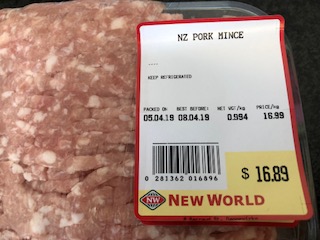 NZ PORK MINCE
KEEP REFRIGERATED
PACKED ON BEST BEFORE: NET WGT/kg PRICE/kg
05.04.19 08.04.19 0.994 16.99
0 281362 016896
$ 16.89
NW NEW WORLD